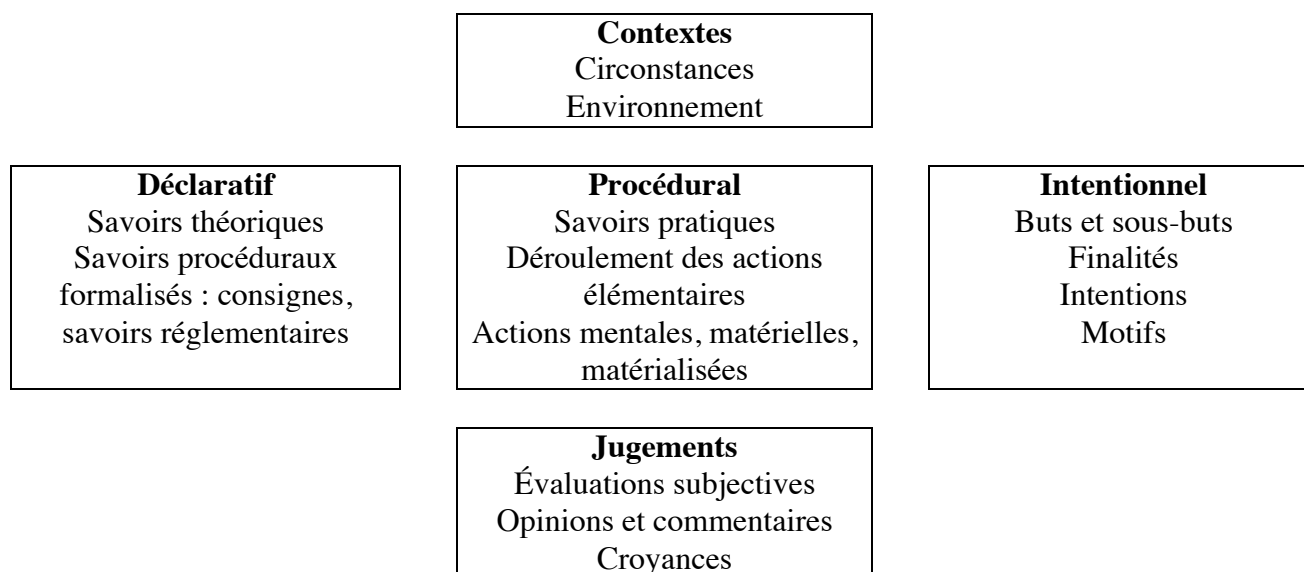 Contextes
Circonstances
Environnement
Déclaratif
Savoirs théoriques
Savoirs procéduraux
formalisés : consignes,
savoirs réglementaires
Procédural
Savoirs pratiques
Déroulement des actions
élémentaires
Actions mentales, matérielles,
matérialisées
Intentionnel
Buts et sous-buts
Finalités
Intentions
Motifs
Jugements
Évaluations subjectives
Opinions et commentaires
Croyances